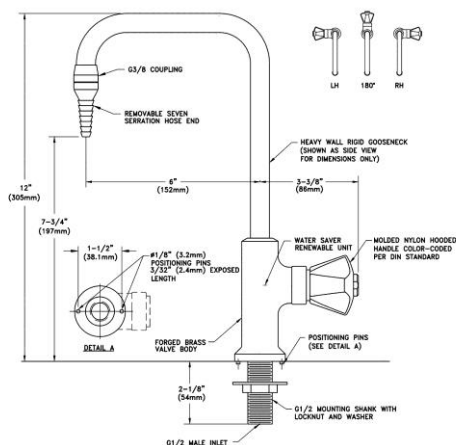 G3/8 COUPLING
LH
180°
RH
REMOVABLE SEVEN
SERRATION HOSE END
HEAVY WALL RIGID GOOSENECK
(SHOWN AS SIDE VIEW
FOR DIMENSIONS ONLY)
6"
(152mm)
3-3/8"
(86mm)
12"
(305mm)
7-3/4"
(197mm)
1-1/2"
(38.1mm)
ø1/8" (3.2mm)
POSITIONING PINS
3/32" (2.4mm) EXPOSED
LENGTH
WATER SAVER
RENEWABLE UNIT
MOLDED NYLON HOODED
HANDLE COLOR-CODED
PER DIN STANDARD
DETAIL A
FORGED BRASS
VALVE BODY
POSITIONING PINS
(SEE DETAIL A)
2-1/8"
(54mm)
G1/2 MOUNTING SHANK WITH
LOCKNUT AND WASHER
G1/2 MALE INLET